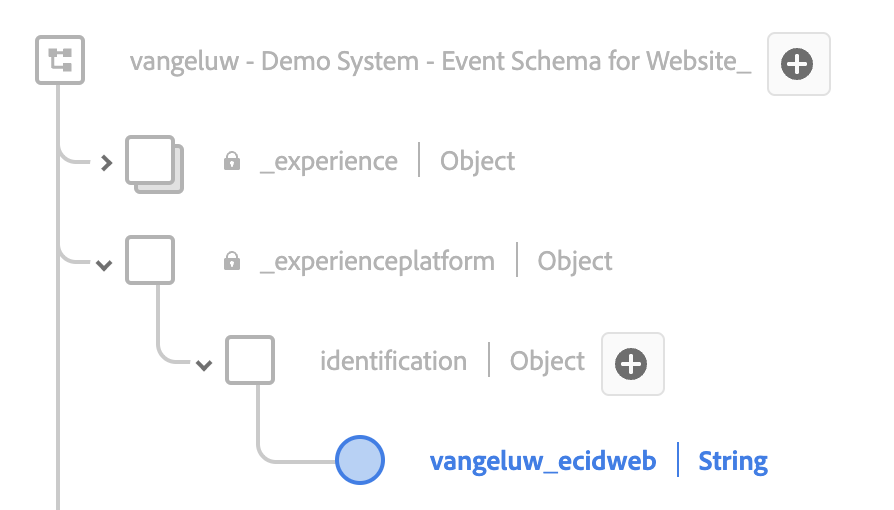 vangeluw - Demo System - Event Schema for Website_
_experience | Object
_experienceplatform | Object
identification | Object
vangeluw_ecidweb | String